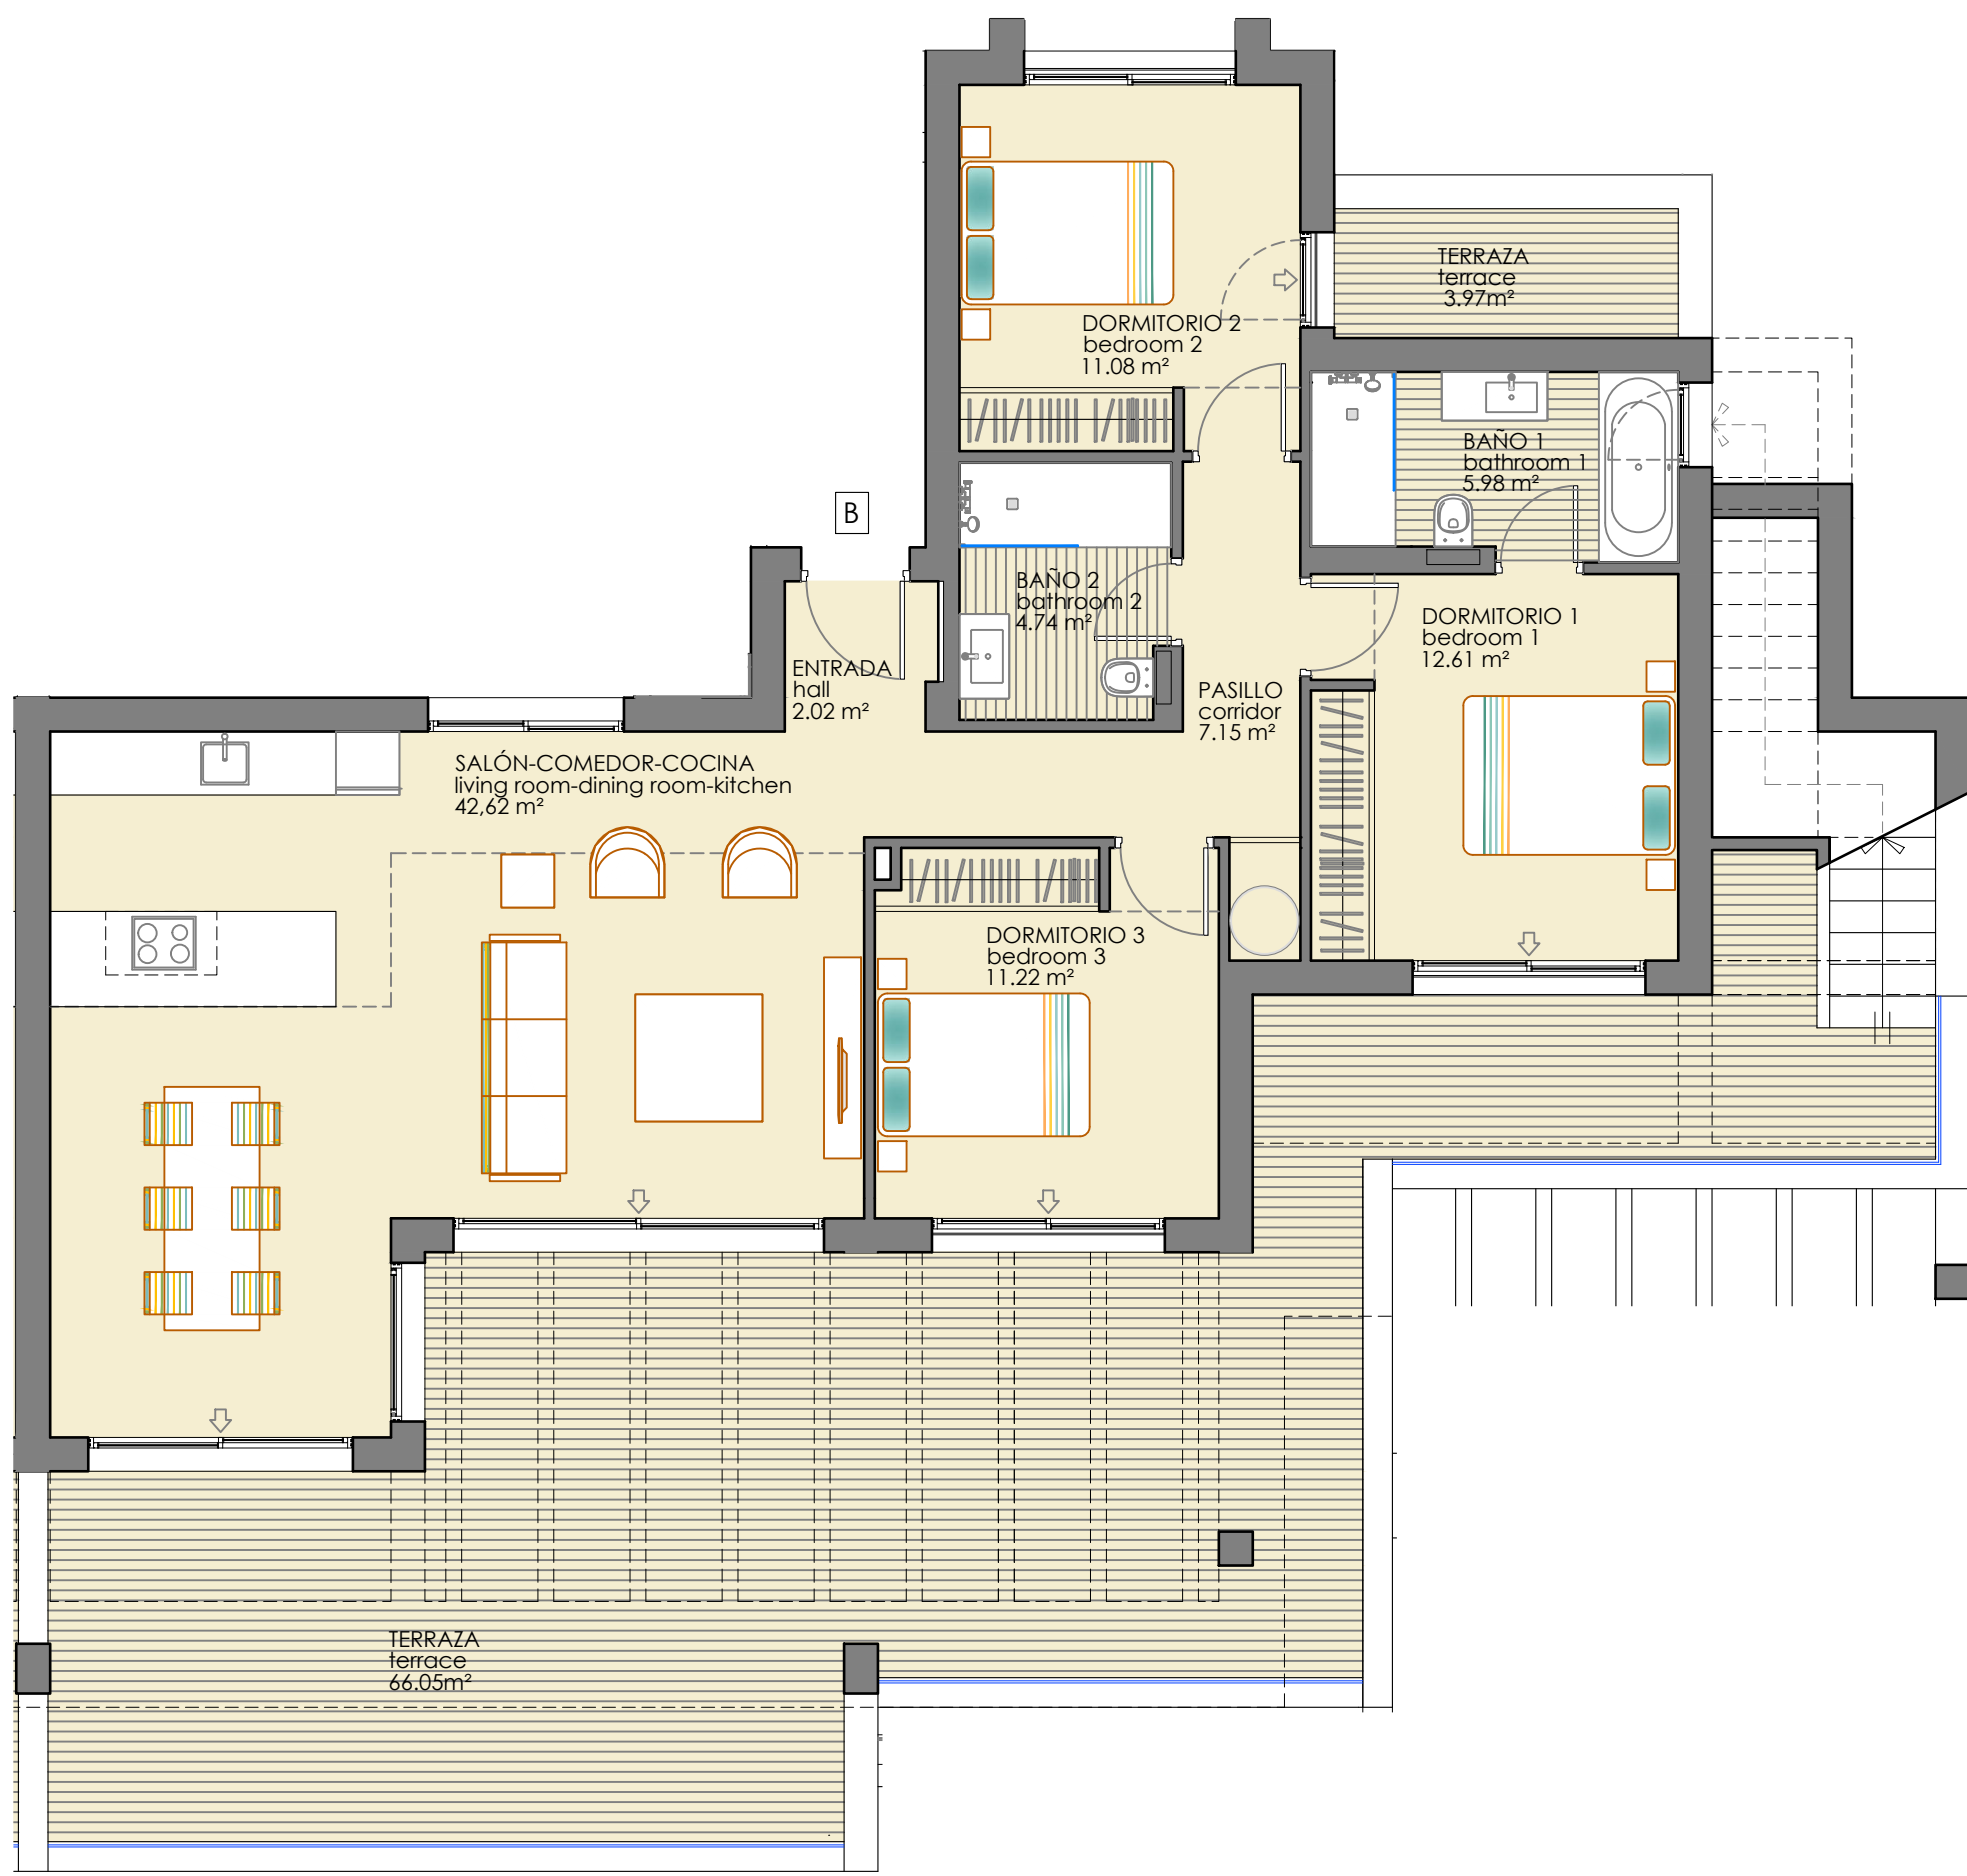 TERRAZA
terrace
3.97m²
DORMITORIO 2
bedroom 2
11.08 m²
BAÑO 1
bathroom 1
5.98 m²
B
BAÑO 2
bathroom 2
4.74 m²
DORMITORIO 1
bedroom 1
12.61 m²
ENTRADA
hall
2.02 m²
PASILLO
corridor
7.15 m²
SALÓN-COMEDOR-COCINA
living room-dining room-kitchen
42,62 m²
DORMITORIO 3
bedroom 3
11.22 m²
TERRAZA
terrace
66.05m²